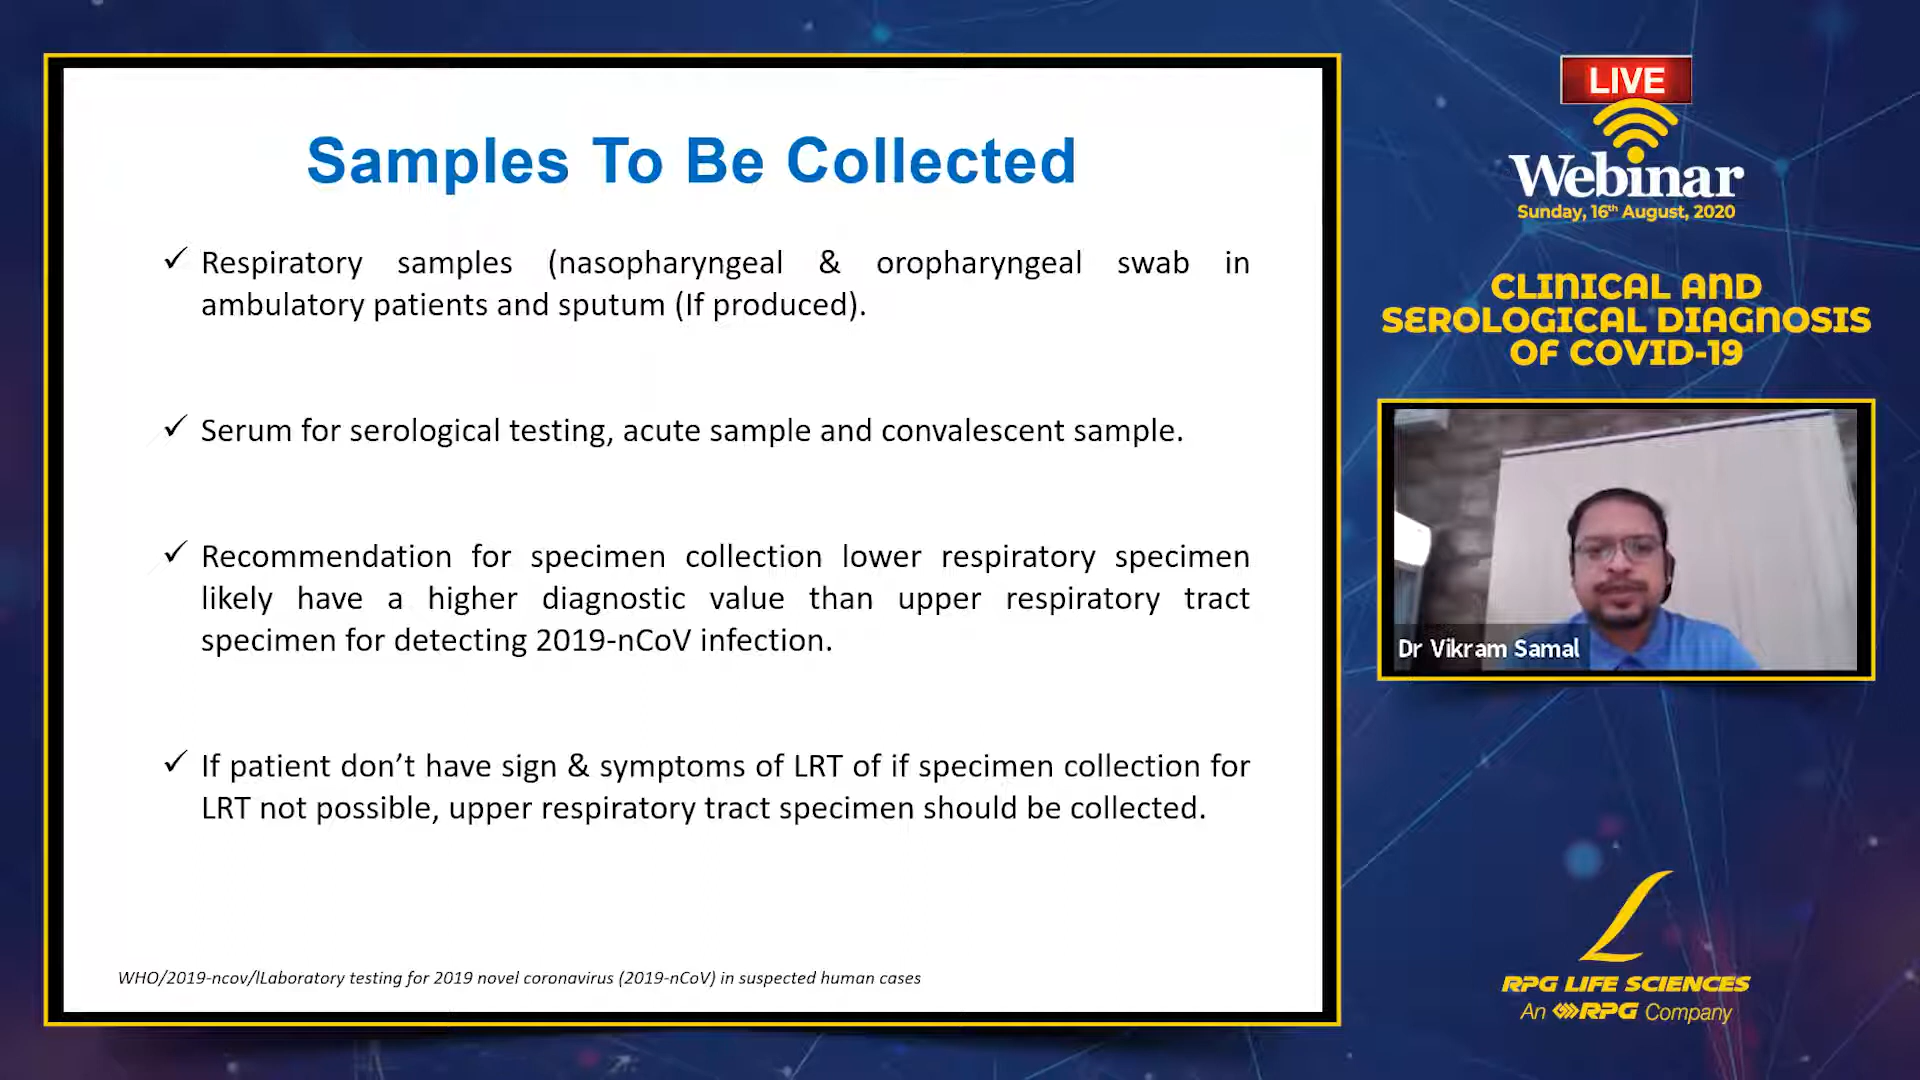 Samples To Be Collected
✓ Respiratory samples (nasopharyngeal & oropharyngeal swab in
ambulatory patients and sputum (If produced).
✓ Serum for serological testing, acute sample and convalescent sample.
✓ Recommendation for specimen collection lower respiratory specimen
likely have a higher diagnostic value than upper respiratory tract
specimen for detecting 2019-nCoV infection.
✓ If patient don’t have sign & symptoms of LRT of if specimen collection for
LRT not possible, upper respiratory tract specimen should be collected.
WHO/2019-ncov/lLaboratory testing for 2019 novel coronavirus (2019-nCoV) in suspected human cases
LIVE
Webinar
Sunday, 16th August, 2020
CLINICAL AND
SEROLOGICAL DIAGNOSIS
OF COVID-19
Dr Vikram Samal
RPG LIFE SCIENCES
An RPG Company